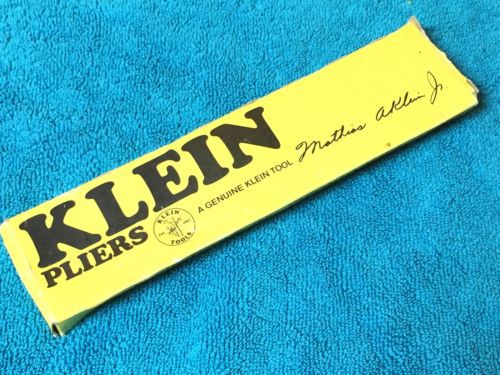 KLEIN
PLIERS
KLEIN
TOOLS
A GENUINE KLEIN TOOL
Mathias A Klein Jr.